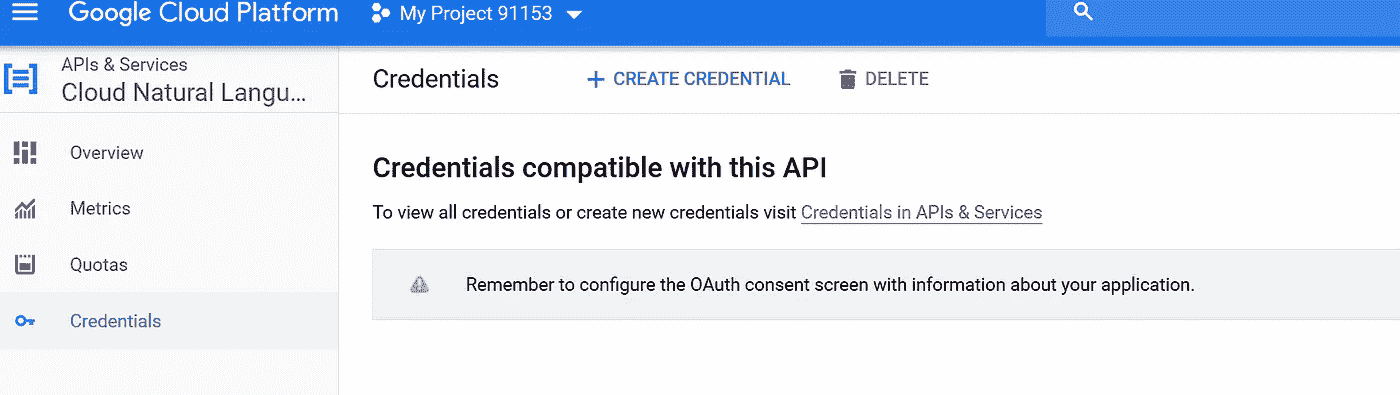 Google Cloud Platform
My Project 91153
APIs & Services
Cloud Natural Langu...
Overview
Metrics
Quotas
Credentials
Credentials
+ CREATE CREDENTIAL
DELETE
Credentials compatible with this API
To view all credentials or create new credentials visit Credentials in APIs & Services
Remember to configure the OAuth consent screen with information about your application.